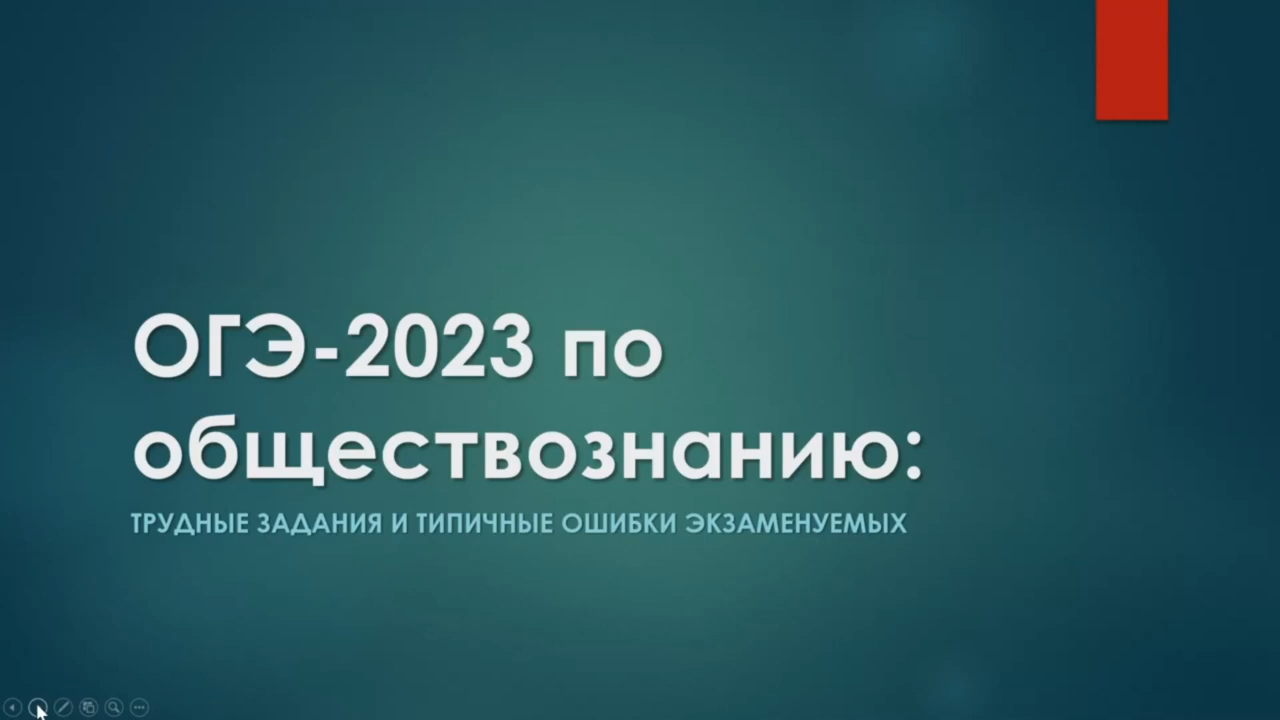 ОГЭ-2023 по
обществознанию:
ТРУДНЫЕ ЗАДАНИЯ И ТИПИЧНЫЕ ОШИБКИ ЭКЗАМЕНУЕМЫХ